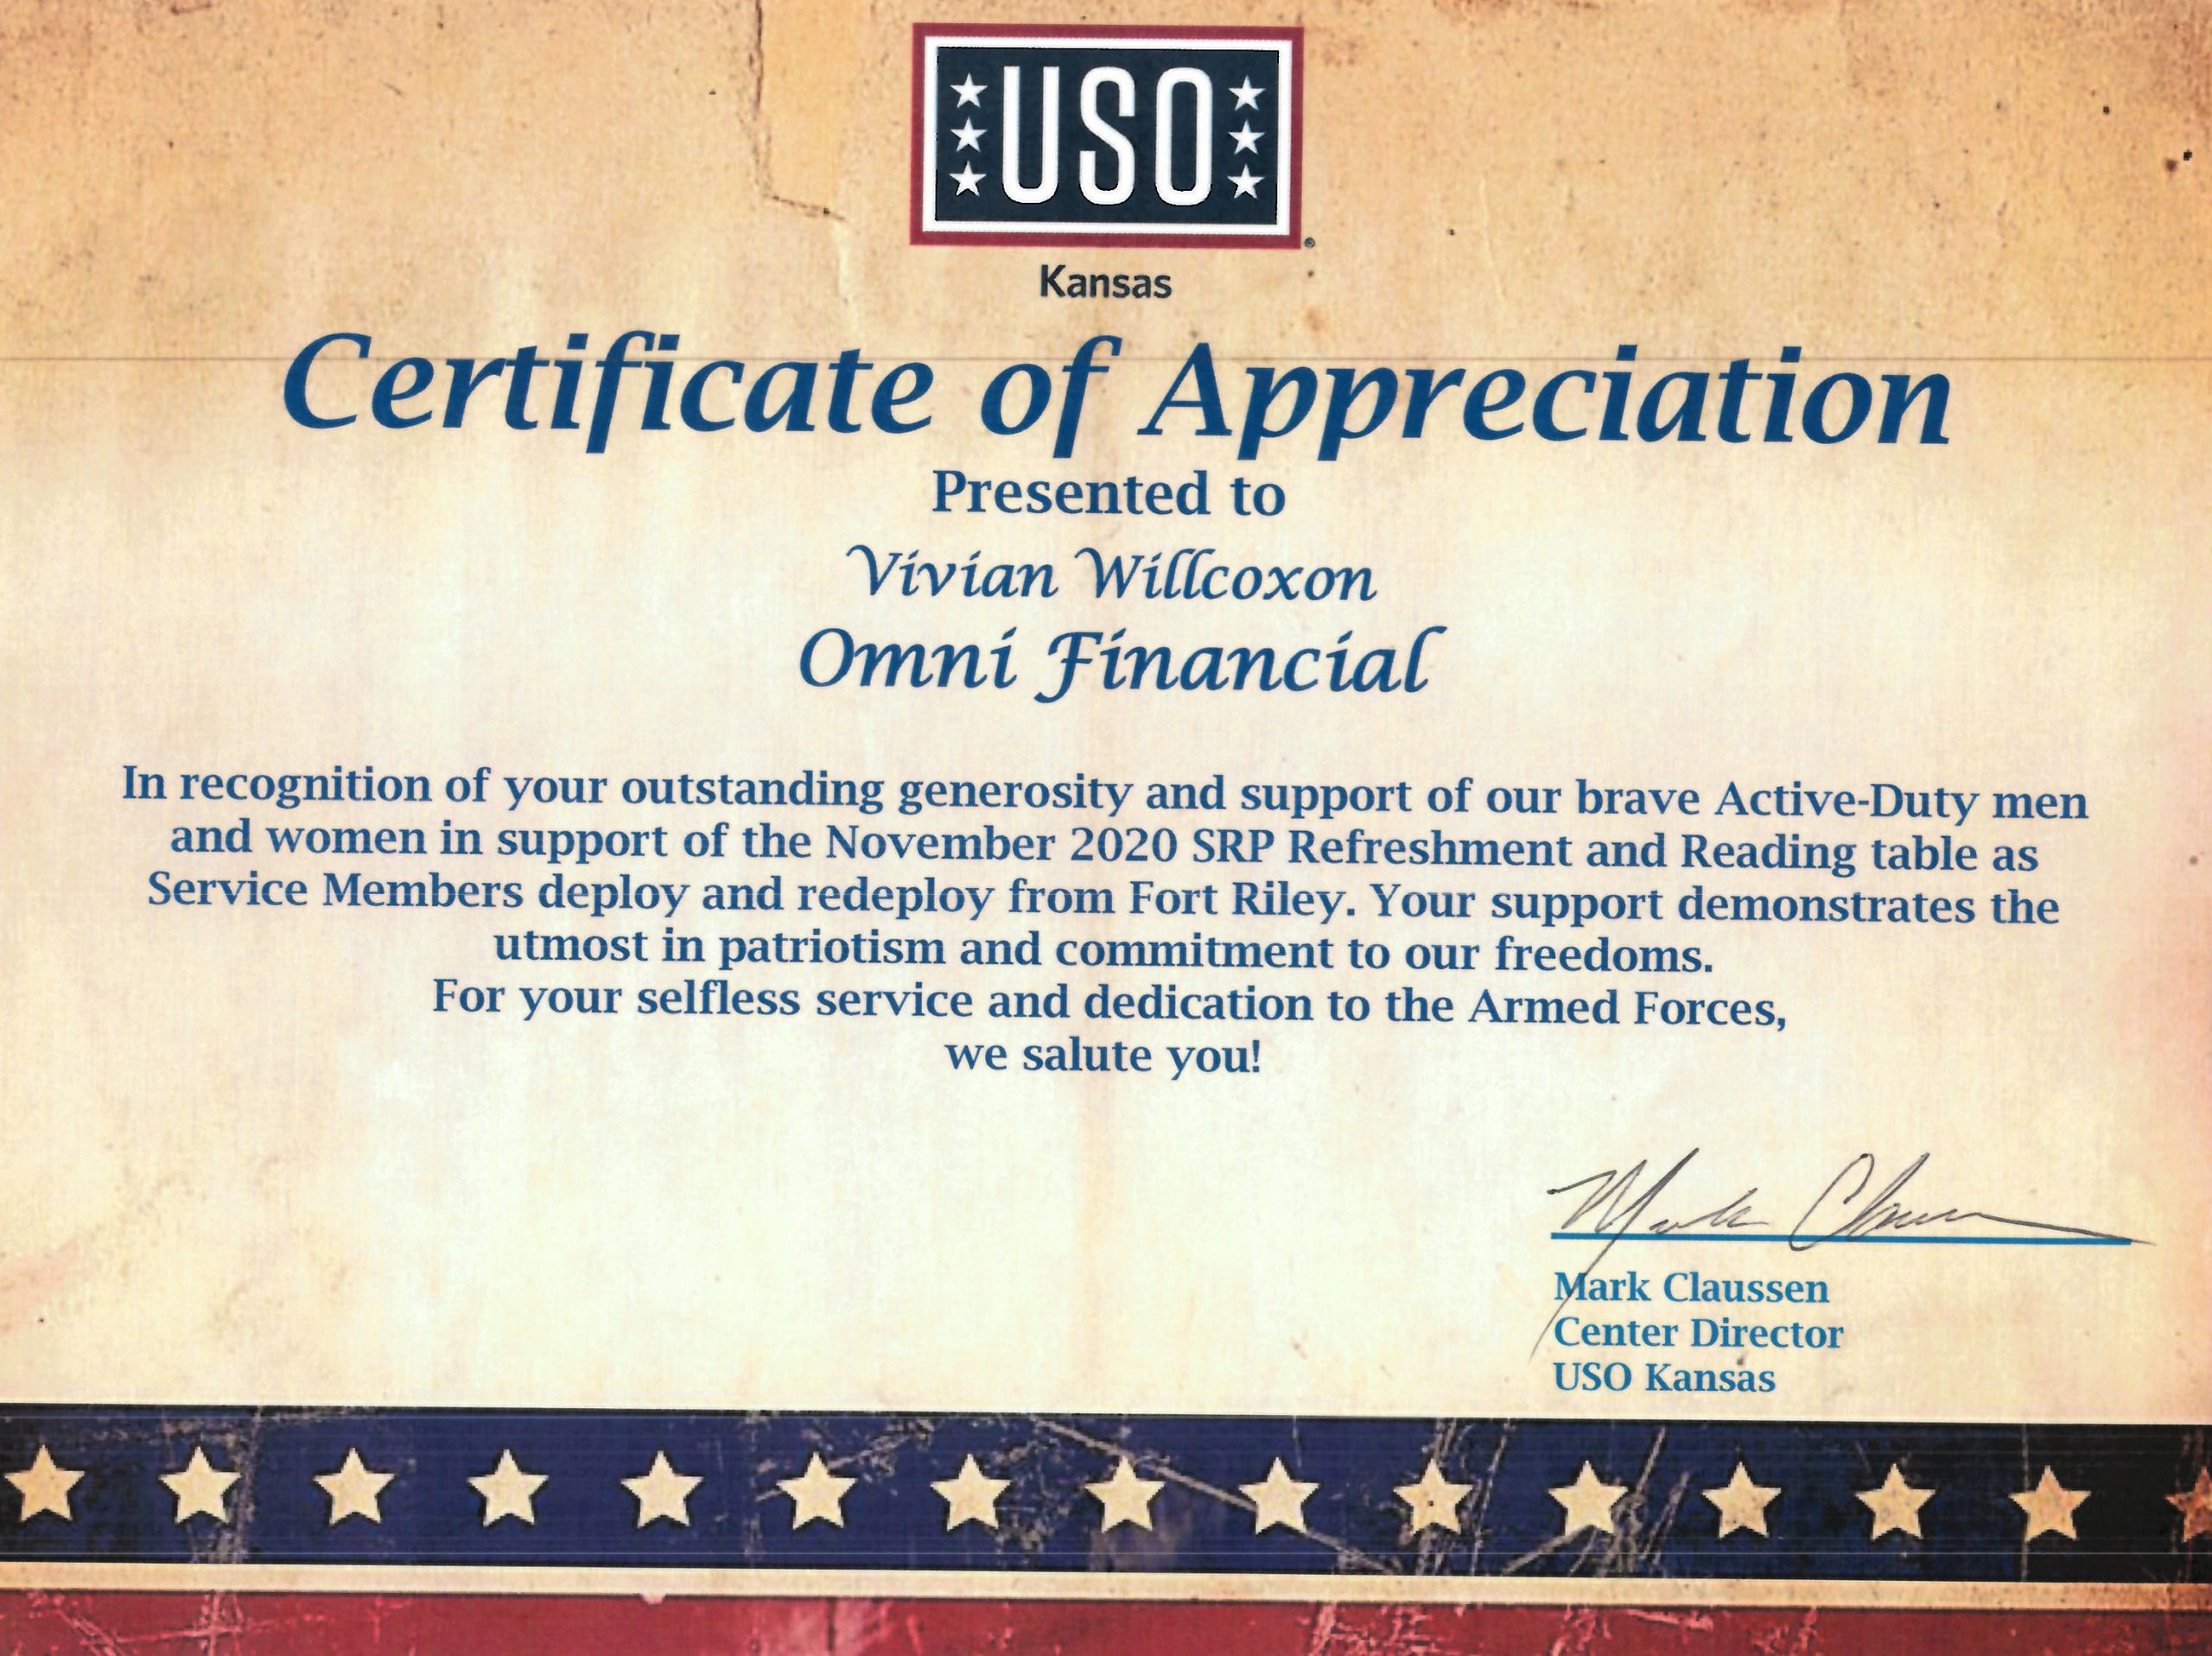 USO
Kansas
Certificate of Appreciation
Presented to
Vivian Willcoxon
Omni Financial
In recognition of your outstanding generosity and support of our brave Active-Duty men
and women in support of the November 2020 SRP Refreshment and Reading table as
Service Members deploy and redeploy from Fort Riley. Your support demonstrates the
utmost in patriotism and commitment to our freedoms.
For your selfless service and dedication to the Armed Forces,
we salute you!
Mark Claussen
Mark Claussen
Center Director
USO Kansas